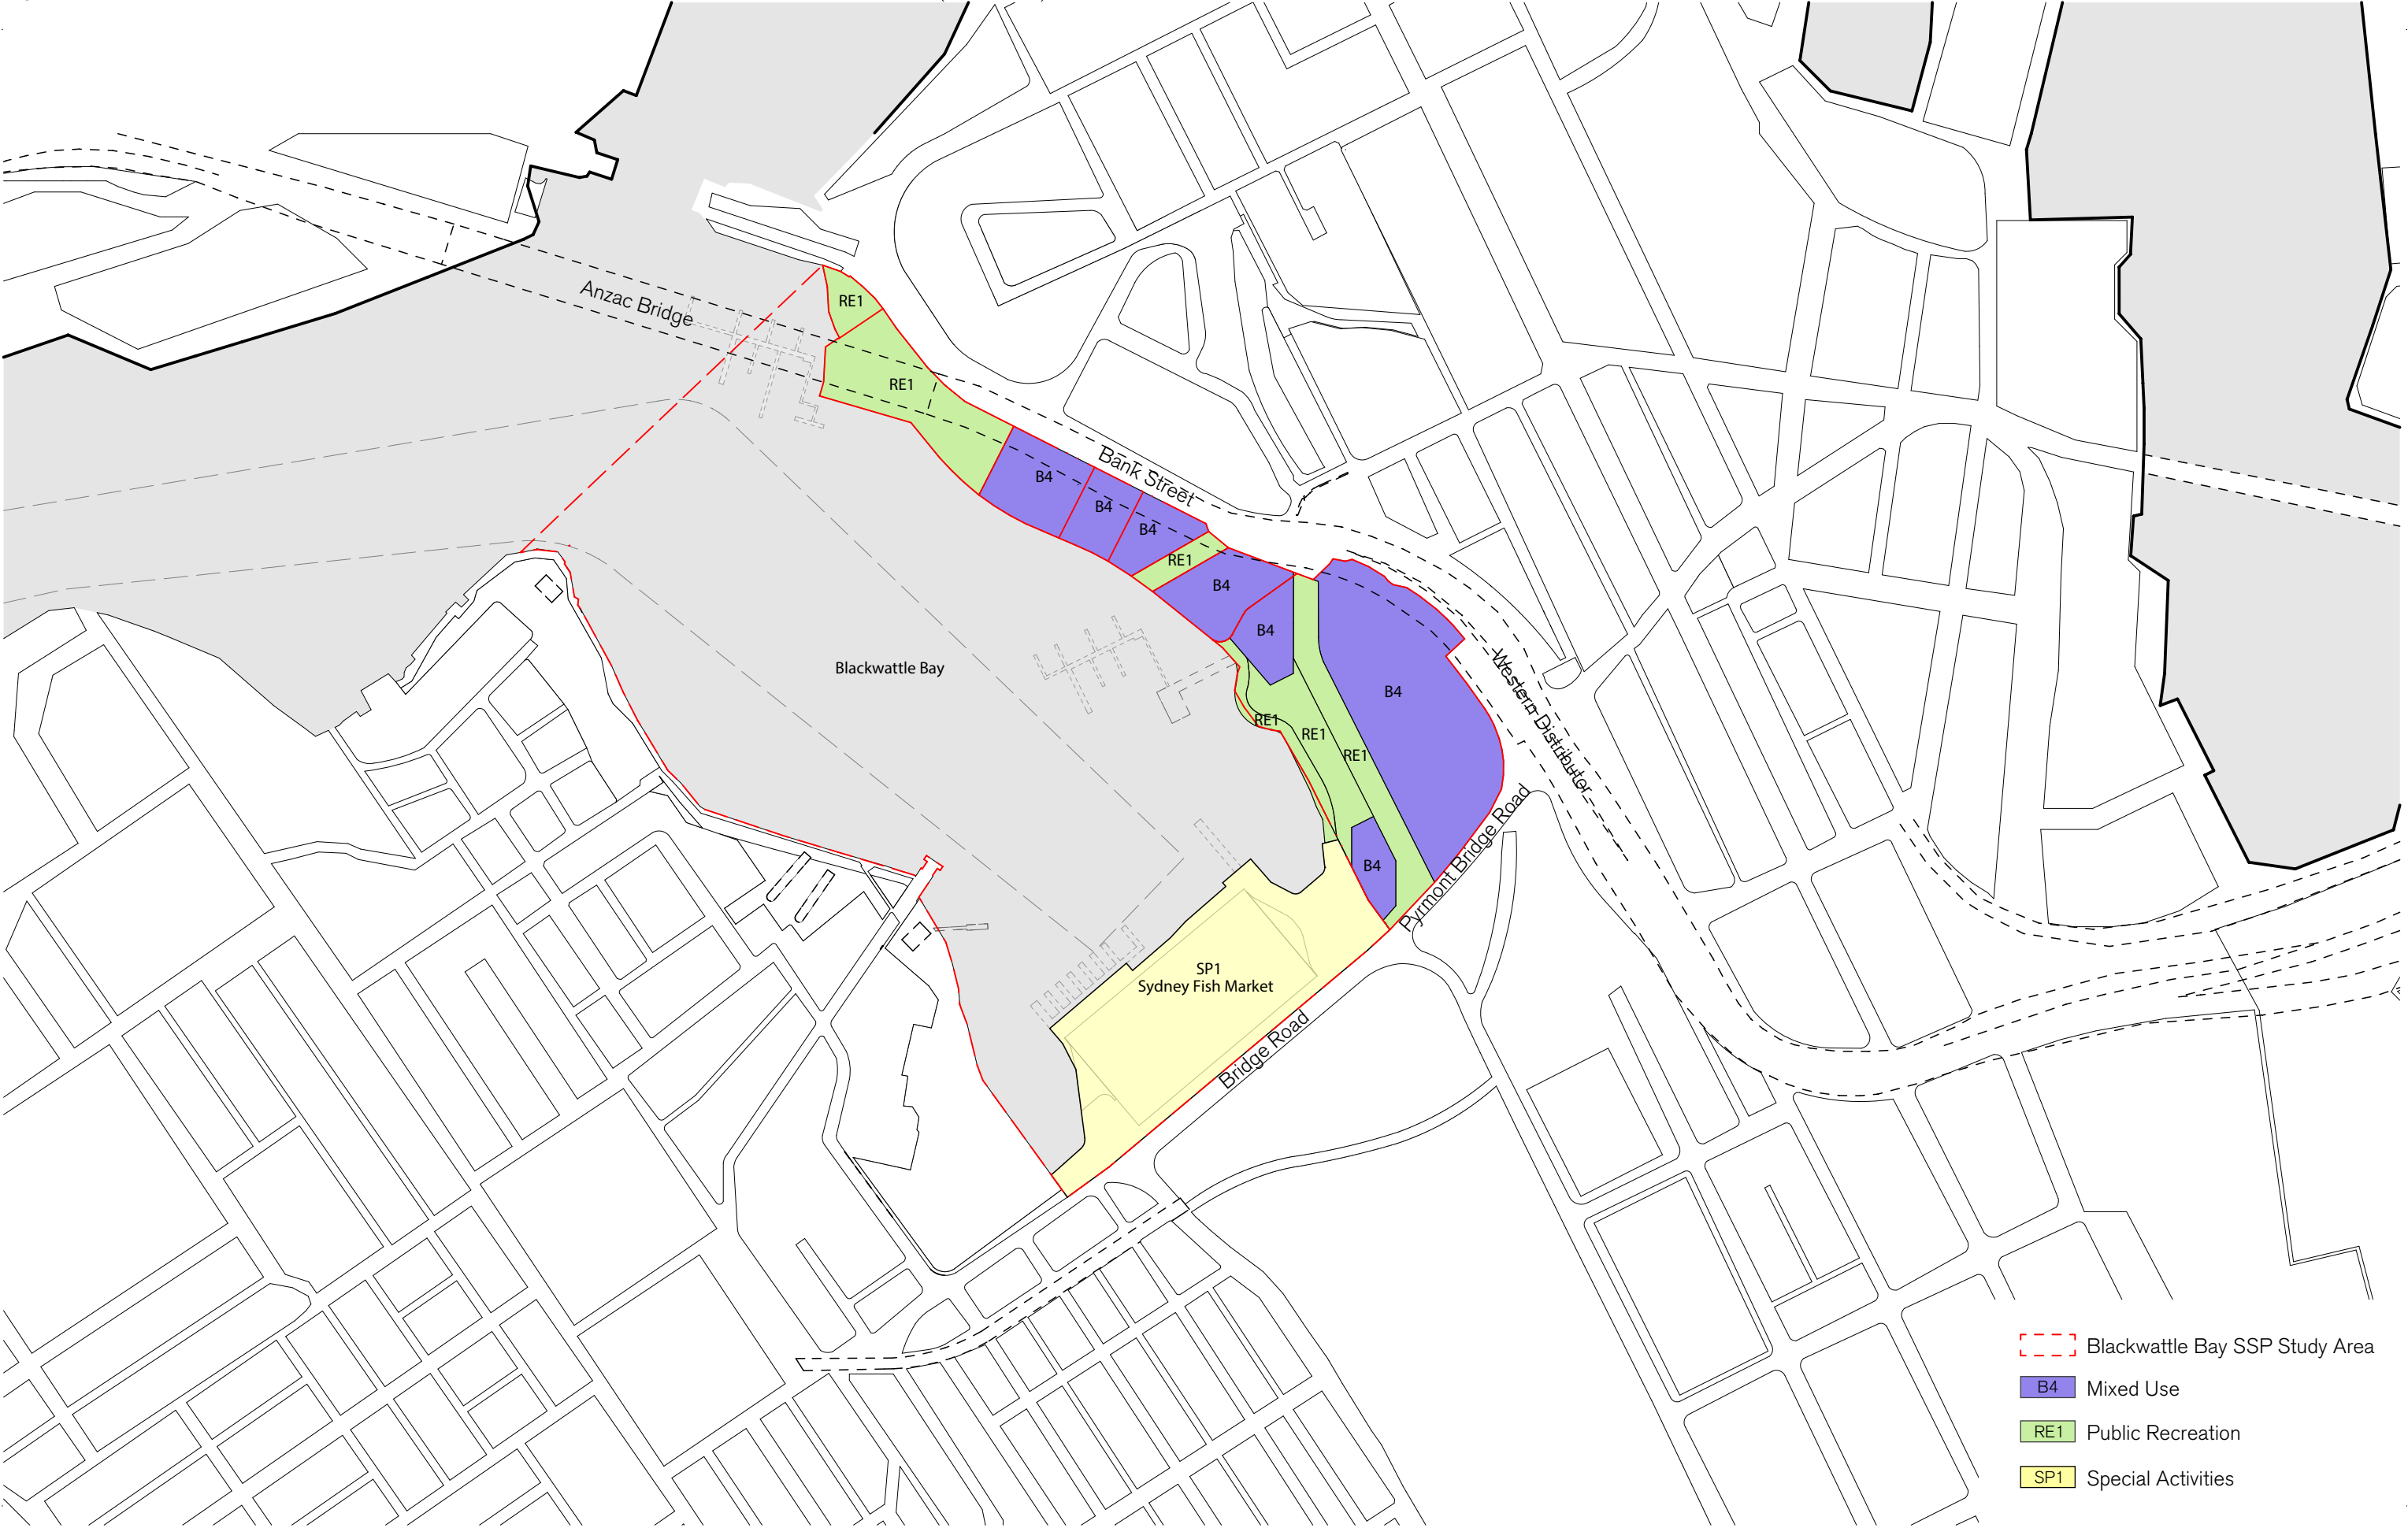 RE1
Anzac Bridge
RE1
Bank Street
B4
B4
B4
RE1
B4
B4
Blackwattle Bay
B4
Western Distributor
RE1
RE1
RE1
B4
Pyrmont Bridge Road
SP1
Sydney Fish Market
Bridge Road
Blackwattle Bay SSP Study Area
B4 Mixed Use
RE1 Public Recreation
SP1 Special Activities